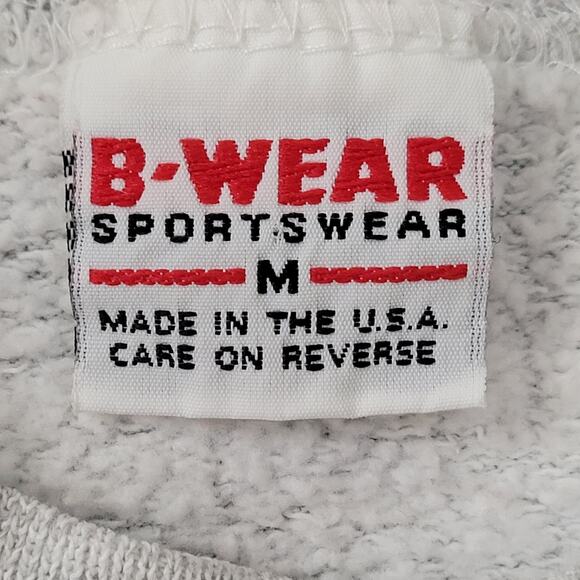 B-WEAR
SPORTSWEAR
M
MADE IN THE U.S.A.
CARE ON REVERSE